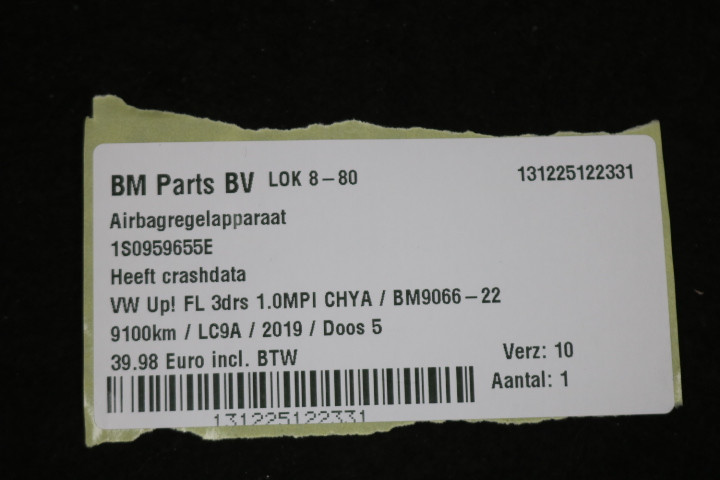 BM Parts BV LOK 8-80 131225122331
Airbagregelapparaat
1S0959655E
Heeft crashdata
VW Up! FL 3drs 1.0MPI CHYA / BM9066-22
9100km / LC9A / 2019 / Doos 5
39.98 Euro incl. BTW Verz: 10
Aantal: 1
131225122331